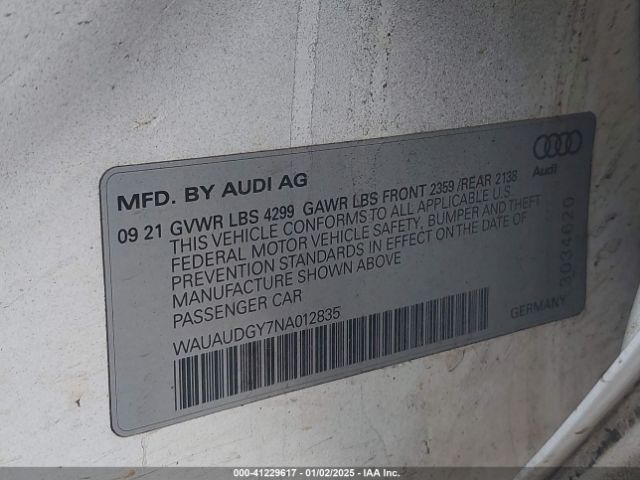 MFD. BY AUDI AG
Audi
09 21 GVWR LBS 4299 GAWR LBS FRONT 2359 /REAR 2138
THIS VEHICLE CONFORMS TO ALL APPLICABLE U.S.
FEDERAL MOTOR VEHICLE SAFETY, BUMPER AND THEFT
PREVENTION STANDARDS IN EFFECT ON THE DATE OF
MANUFACTURE SHOWN ABOVE
PASSENGER CAR
WAUAUDGY7NA012835
GERMANY
3034620
000-41229617 - 01/02/2025 - IAA Inc.